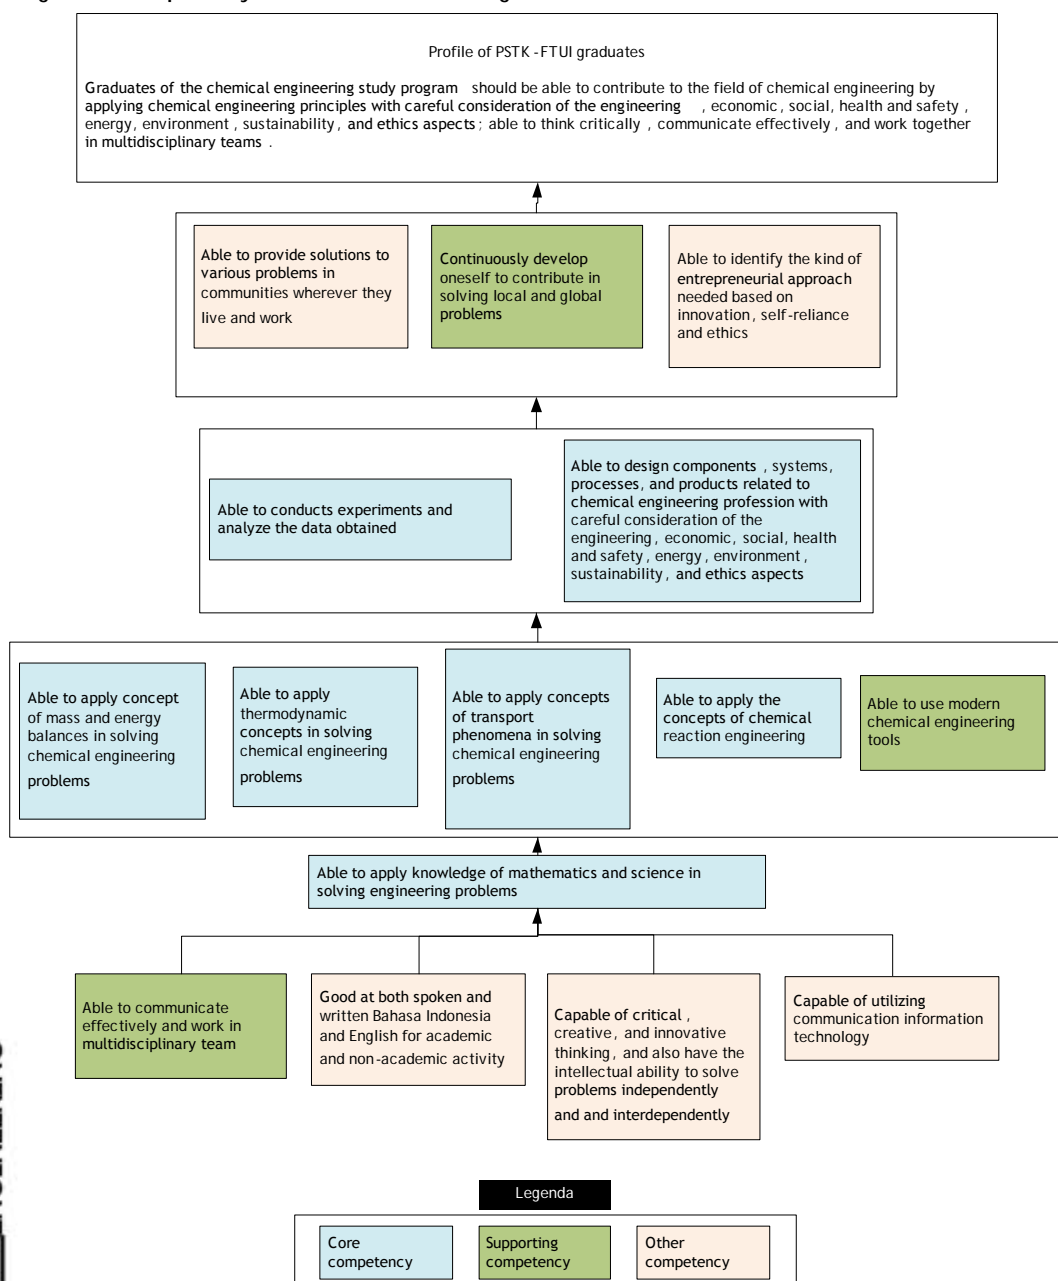 Profile of PSTK -FTUI graduates
Graduates of the chemical engineering study program should be able to contribute to the field of chemical engineering by
applying chemical engineering principles with careful consideration of the engineering , economic, social, health and safety ,
energy, environment , sustainability, and ethics aspects; able to think critically , communicate effectively , and work together
in multidisciplinary teams .
Able to provide solutions to
various problems in
communities wherever they
live and work
Continuously develop
oneself to contribute in
solving local and global
problems
Able to identify the kind of
entrepreneurial approach
needed based on
innovation, self-reliance
and ethics
Able to conducts experiments and
analyze the data obtained
Able to design components , systems,
processes, and products related to
chemical engineering profession with
careful consideration of the
engineering, economic, social, health
and safety , energy, environment ,
sustainability, and ethics aspects
Able to apply concept
of mass and energy
balances in solving
chemical engineering
problems
Able to apply
thermodynamic
concepts in solving
chemical engineering
problems
Able to apply concepts
of transport
phenomena in solving
chemical engineering
problems
Able to apply the
concepts of chemical
reaction engineering
Able to use modern
chemical engineering
tools
Able to apply knowledge of mathematics and science in
solving engineering problems
Able to communicate
effectively and work in
multidisciplinary team
Good at both spoken and
written Bahasa Indonesia
and English for academic
and non-academic activity
Capable of critical ,
creative, and innovative
thinking, and also have the
intellectual ability to solve
problems independently
and and interdependently
Capable of utilizing
communication information
technology
Legenda
Core
competency
Supporting
competency
Other
competency